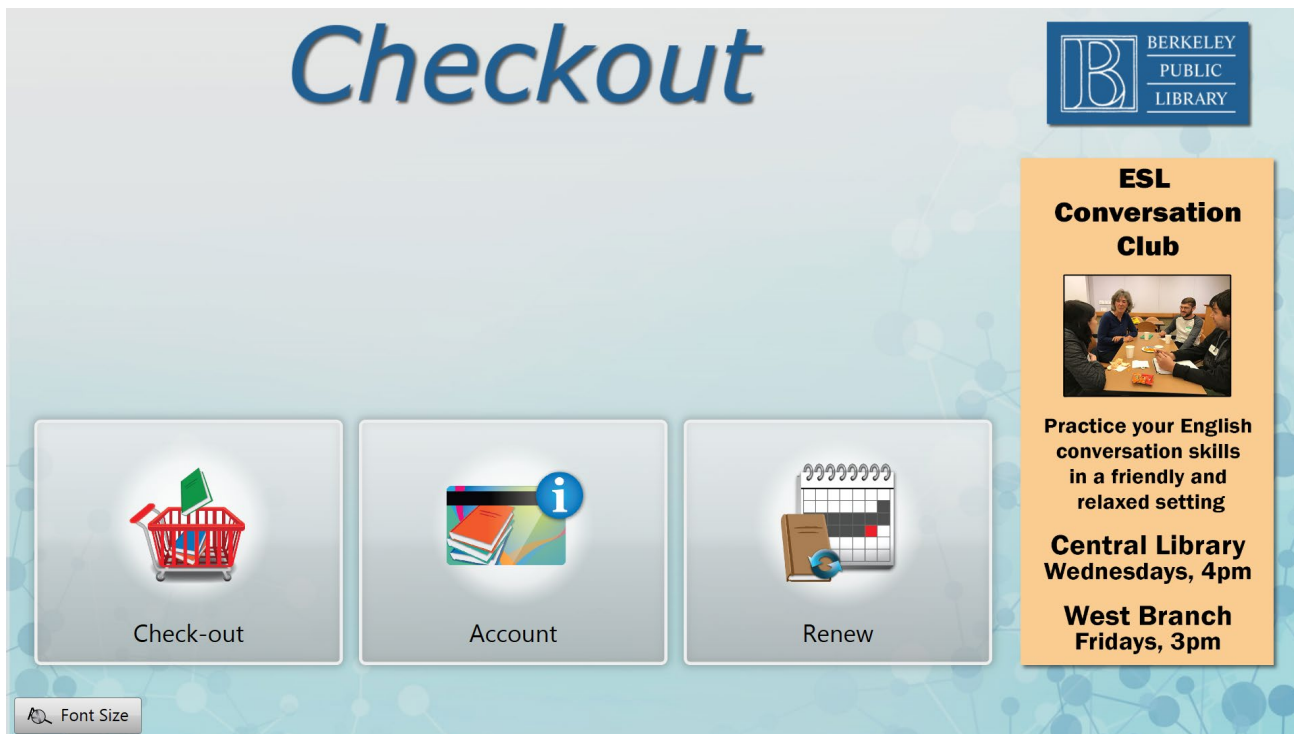 Checkout
BERKELEY
PUBLIC
LIBRARY
ESL
Conversation
Club
Practice your English
conversation skills
in a friendly and
relaxed setting
Central Library
Wednesdays, 4pm
West Branch
Fridays, 3pm
Check-out
Account
Renew
Font Size